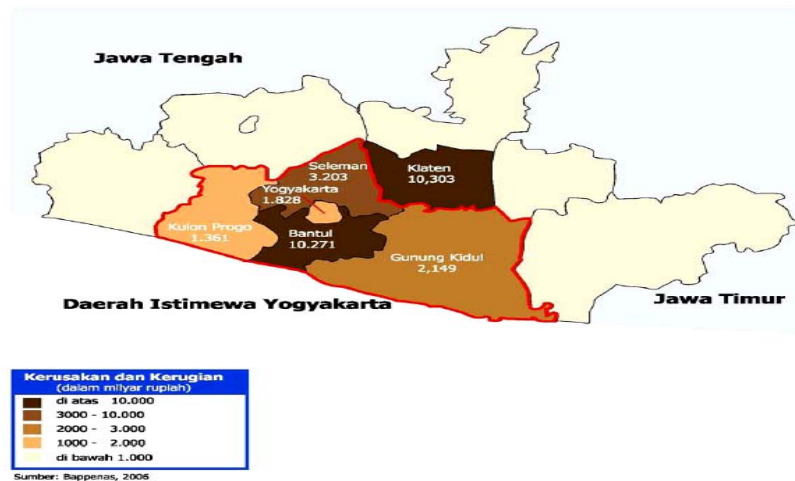 Jawa Tengah
Seleman
3.203
Klaten
10,303
Yogyakarta
1.828
Kulon Progo
1.361
Bantul
10.271
Gunung Kidul
2,149
Daerah Istimewa Yogyakarta
Jawa Timur
Kerusakan dan Kerugian
(dalam milyar rupiah)
di atas 10.000
3000 - 10.000
2000 - 3.000
1000 - 2.000
di bawah 1.000
Sumber: Bappenas, 2006